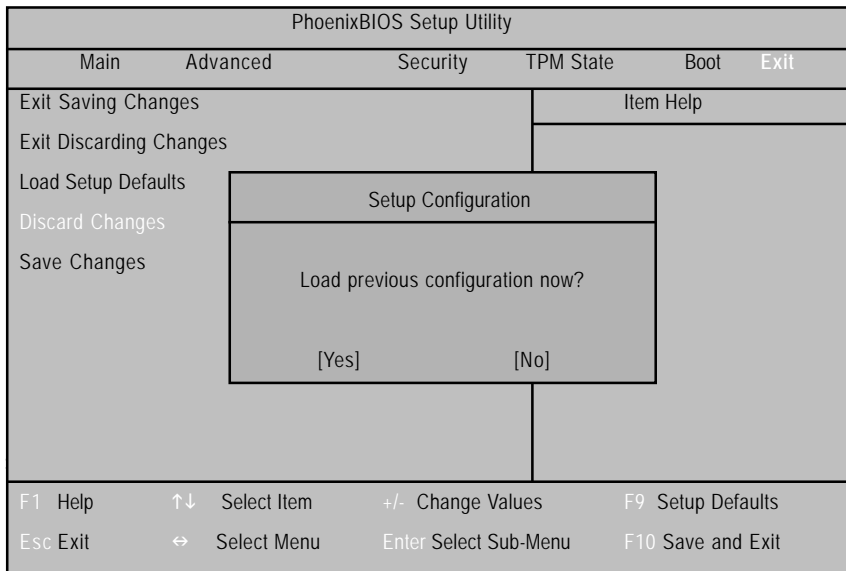 PhoenixBIOS Setup Utility
Main Advanced Security TPM State Boot Exit
Exit Saving Changes
Item Help
Exit Discarding Changes
Load Setup Defaults
Discard Changes
Save Changes
Setup Configuration
Load previous configuration now?
[Yes] [No]
F1 Help ↑↓ Select Item +/- Change Values F9 Setup Defaults
Esc Exit ↔ Select Menu Enter Select Sub-Menu F10 Save and Exit